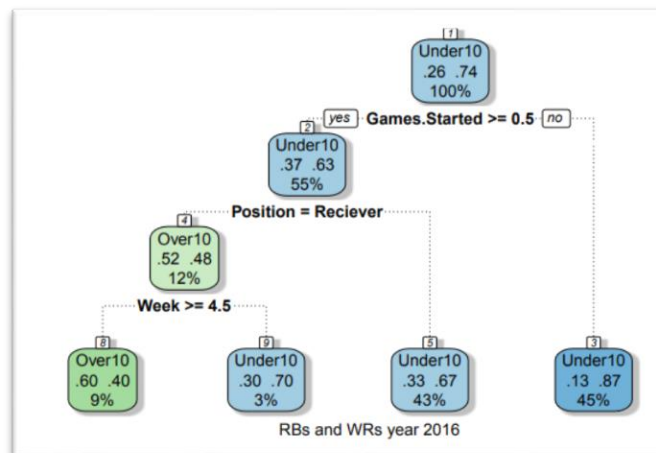 1
Under10
.26 .74
100%
yes Games.Started >= 0.5 no
2
Under10
.37 .63
55%
Position = Reciever
4
Over10
.52 .48
12%
Week >= 4.5
8
Over10
.60 .40
9%
9
Under10
.30 .70
3%
5
Under10
.33 .67
43%
3
Under10
.13 .87
45%
RBs and WRs year 2016